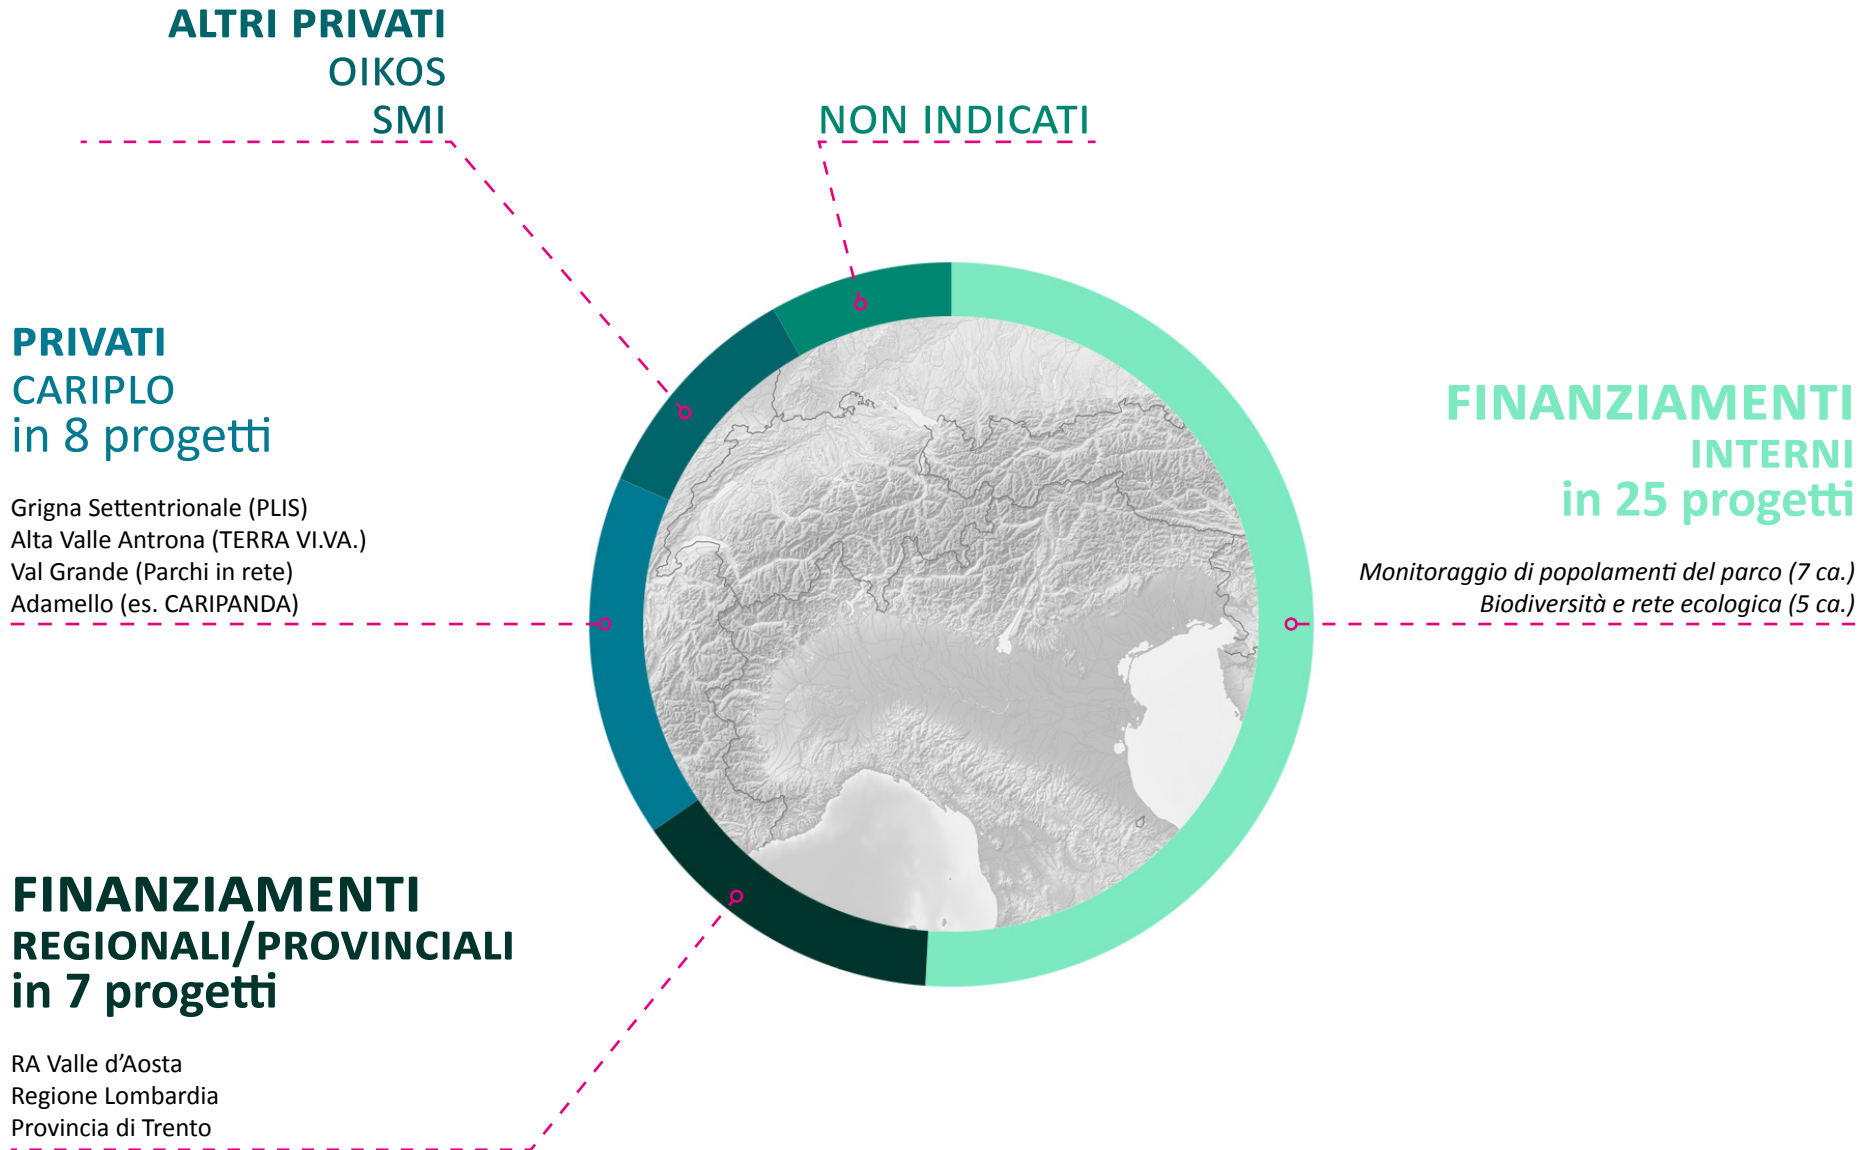 ALTRI PRIVATI
OIKOS
SMI
NON INDICATI
PRIVATI
CARIPLO
in 8 progetti
Grigna Settentrionale (PLIS)
Alta Valle Antrona (TERRA VI.VA.)
Val Grande (Parchi in rete)
Adamello (es. CARIPANDA)
FINANZIAMENTI
INTERNI
in 25 progetti
Monitoraggio di popolamenti del parco (7 ca.)
Biodiversità e rete ecologica (5 ca.)
FINANZIAMENTI
REGIONALI/PROVINCIALI
in 7 progetti
RA Valle d'Aosta
Regione Lombardia
Provincia di Trento